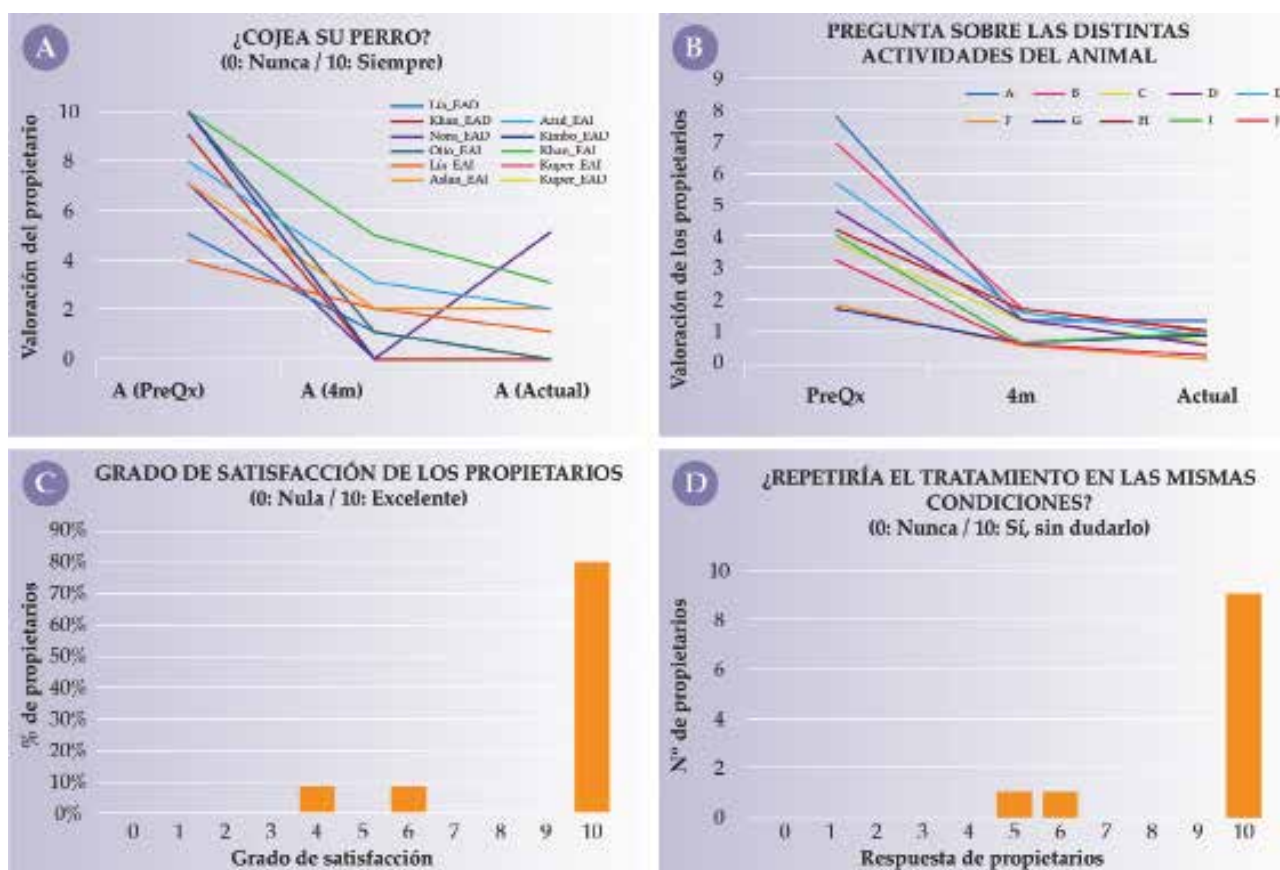 A
¿COJEA SU PERRO?
(0: Nunca / 10: Siempre)
Valoración del propietario
10
8
6
4
2
0
Lía_EAD
Khan_EAD
Nora_EAD
Otto_EAI
Lía_EAI
Aslan_EAI
Azul_EAI
Kimbo_EAD
Khan_EAI
Kuper_EAI
Kuper_EAD
A (PreQx) A (4m) A (Actual)
B
PREGUNTA SOBRE LAS DISTINTAS
ACTIVIDADES DEL ANIMAL
Valoración de los propietarios
9
8
7
6
5
4
3
2
1
0
A B C D
F G H I
PreQx 4m Actual
C
GRADO DE SATISFACCIÓN DE LOS PROPIETARIOS
(0: Nula / 10: Excelente)
% de propietarios
90%
80%
70%
60%
50%
40%
30%
20%
10%
0%
0 1 2 3 4 5 6 7 8 9 10
Grado de satisfacción
D
¿REPETIRÍA EL TRATAMIENTO EN LAS MISMAS
CONDICIONES?
(0: Nunca / 10: Sí, sin dudarlo)
Nº de propietarios
10
8
6
4
2
0
0 1 2 3 4 5 6 7 8 9 10
Respuesta de propietarios